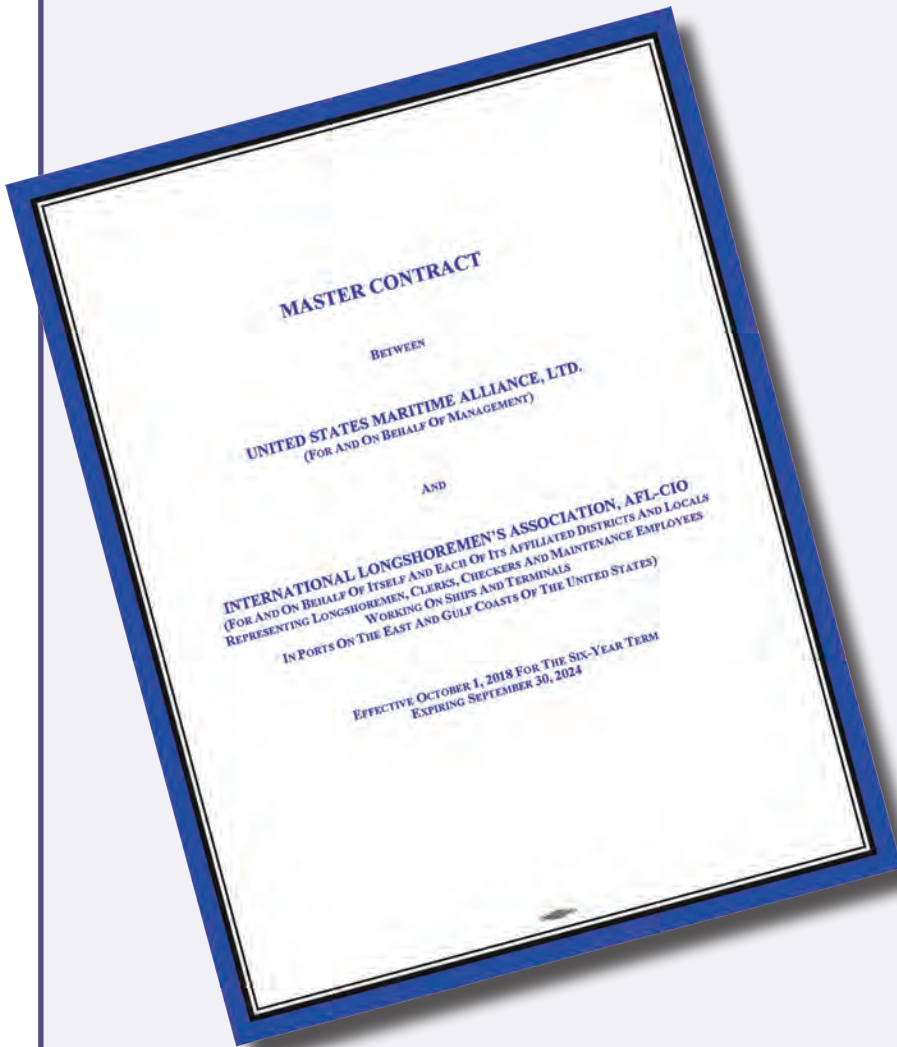 MASTER CONTRACT
BETWEEN
UNITED STATES MARITIME ALLIANCE, LTD.
(FOR AND ON BEHALF OF MANAGEMENT)
AND
INTERNATIONAL LONGSHOREMEN'S ASSOCIATION, AFL-CIO
(FOR AND ON BEHALF OF ITSELF AND EACH OF ITS AFFILIATED DISTRICTS AND LOCALS
REPRESENTING LONGSHOREMEN, CLERKS, CHECKERS AND MAINTENANCE EMPLOYEES
WORKING ON SHIPS AND TERMINALS
IN PORTS ON THE EAST AND GULF COASTS OF THE UNITED STATES)
EFFECTIVE OCTOBER 1, 2018 FOR THE SIX-YEAR TERM
EXPIRING SEPTEMBER 30, 2024